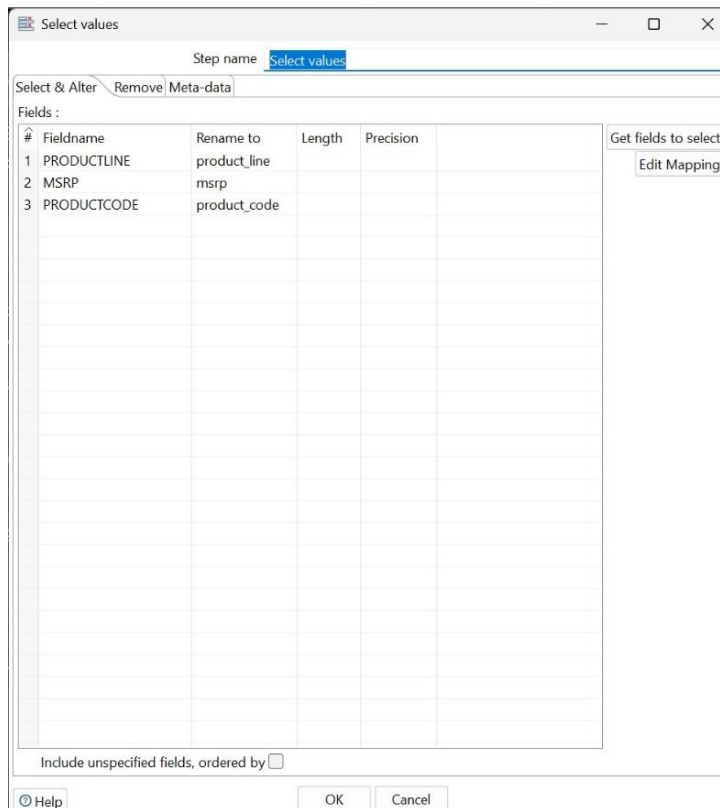 Select values
Step name Select values
Select & Alter Remove Meta-data
Fields :
# Fieldname Rename to Length Precision
1 PRODUCTLINE product_line
2 MSRP msrp
3 PRODUCTCODE product_code
Get fields to select
Edit Mapping
Include unspecified fields, ordered by
Help OK Cancel